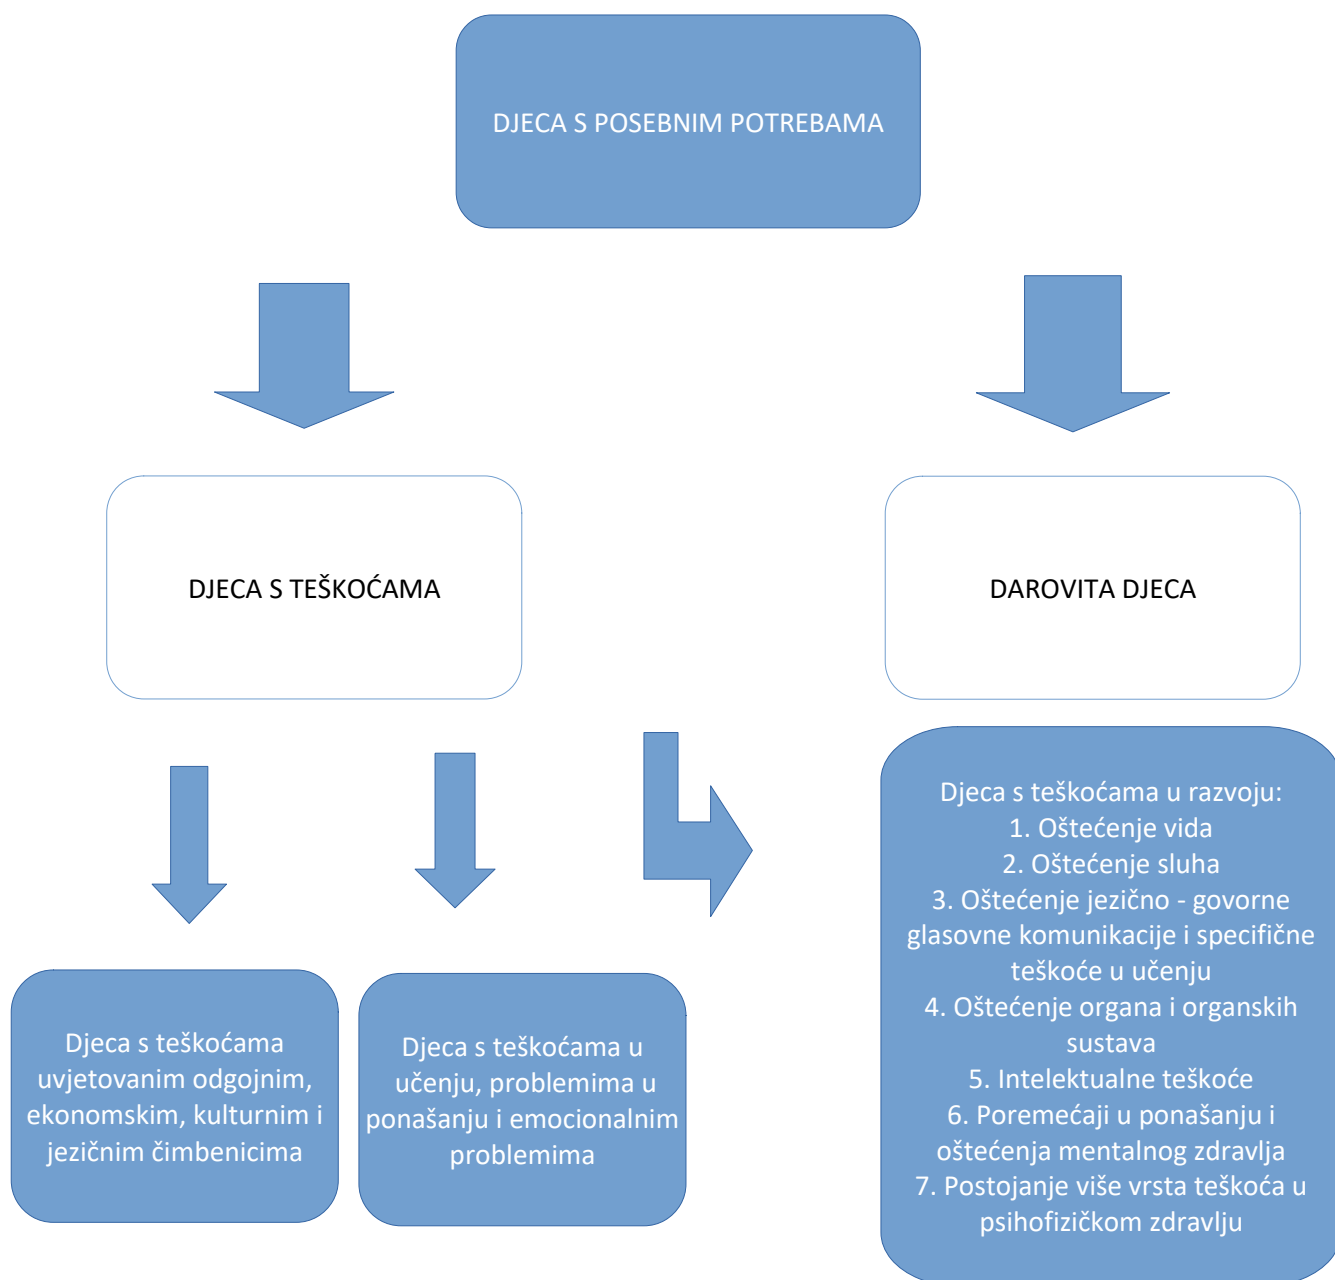 DJECA S POSEBNIM POTREBAMA
DJECA S TEŠKOĆAMA
DAROVITA DJECA
Djeca s teškoćama
uvjetovanim odgojnim,
ekonomskim, kulturnim i
jezičnim čimbenicima
Djeca s teškoćama u
učenju, problemima u
ponašanju i emocionalnim
problemima
Djeca s teškoćama u razvoju:
1. Oštećenje vida
2. Oštećenje sluha
3. Oštećenje jezično - govorne
glasovne komunikacije i specifične
teškoće u učenju
4. Oštećenje organa i organskih
sustava
5. Intelektualne teškoće
6. Poremećaji u ponašanju i
oštećenja mentalnog zdravlja
7. Postojanje više vrsta teškoća u
psihofizičkom zdravlju